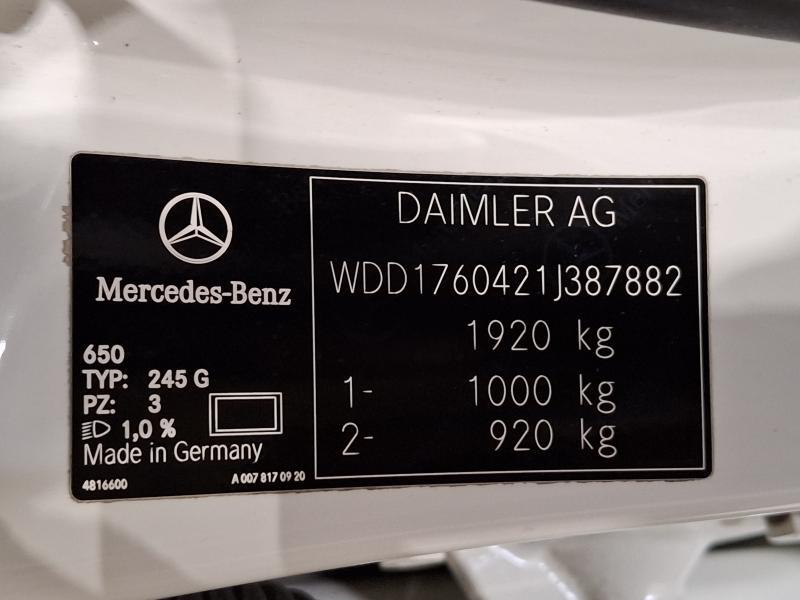 Mercedes-Benz
650
TYP: 245 G
PZ: 3
1,0 %
Made in Germany
4816600
A 007 817 09 20
DAIMLER AG
WDD1760421J387882
1920 kg
1- 1000 kg
2- 920 kg